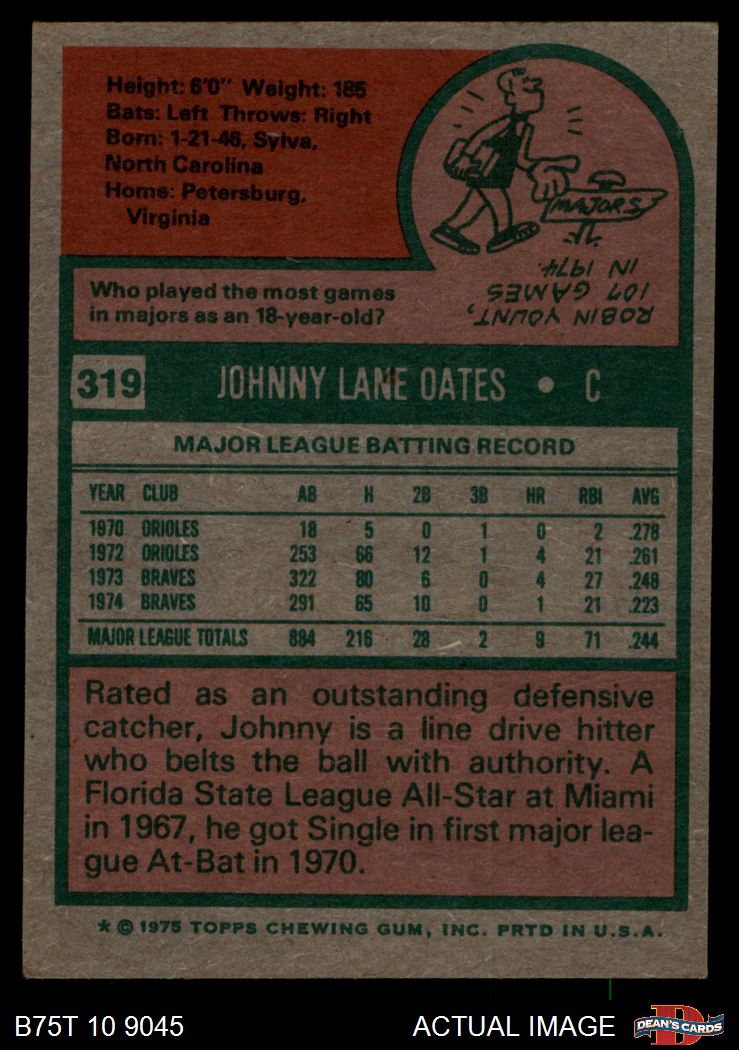 Height: 6'0" Weight: 185
Bats: Left Throws: Right
Born: 1-21-46, Sylva,
North Carolina
Home: Petersburg,
Virginia
MAJORS
Who played the most games
in majors as an 18-year-old?
ROBIN YOUNT,
107 GAMES
IN 1974.
319 JOHNNY LANE OATES • C
MAJOR LEAGUE BATTING RECORD
YEAR CLUB AB H 2B 3B HR RBI AVG
1970 ORIOLES 18 5 0 1 0 2 .278
1972 ORIOLES 253 66 12 1 4 21 .261
1973 BRAVES 322 80 6 0 4 27 .248
1974 BRAVES 291 65 10 0 1 21 .223
MAJOR LEAGUE TOTALS 884 216 28 2 9 71 .244
Rated as an outstanding defensive
catcher, Johnny is a line drive hitter
who belts the ball with authority. A
Florida State League All-Star at Miami
in 1967, he got Single in first major lea-
gue At-Bat in 1970.
* © 1975 TOPPS CHEWING GUM, INC. PRTD IN U.S.A.
B75T 10 9045 ACTUAL IMAGE D DEAN'S CARDS